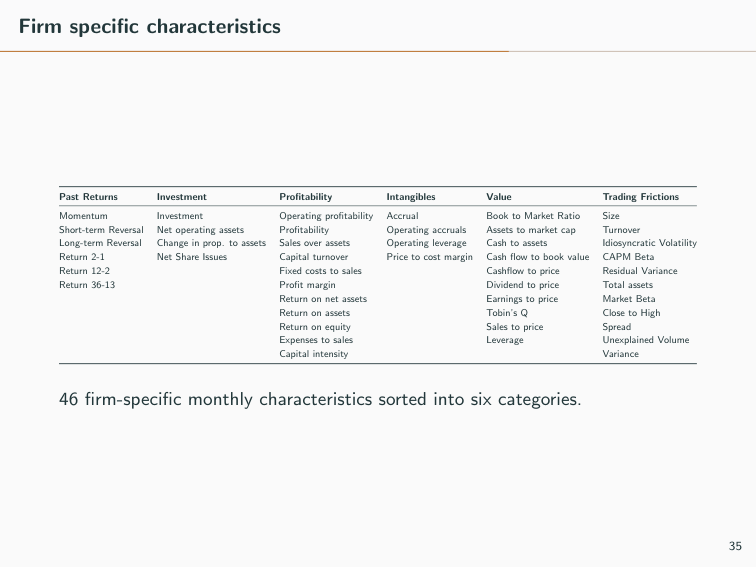 Firm specific characteristics
Past Returns Investment Profitability Intangibles Value Trading Frictions
Momentum Investment Operating profitability Accrual Book to Market Ratio Size
Short-term Reversal Net operating assets Profitability Operating accruals Assets to market cap Turnover
Long-term Reversal Change in prop. to assets Sales over assets Operating leverage Cash to assets Idiosyncratic Volatility
Return 2-1 Net Share Issues Capital turnover Price to cost margin Cash flow to book value CAPM Beta
Return 12-2 Fixed costs to sales Cashflow to price Residual Variance
Return 36-13 Profit margin Dividend to price Total assets
Return on net assets Earnings to price Market Beta
Return on assets Tobin's Q Close to High
Return on equity Sales to price Spread
Expenses to sales Leverage Unexplained Volume
Capital intensity Variance
46 firm-specific monthly characteristics sorted into six categories.
35